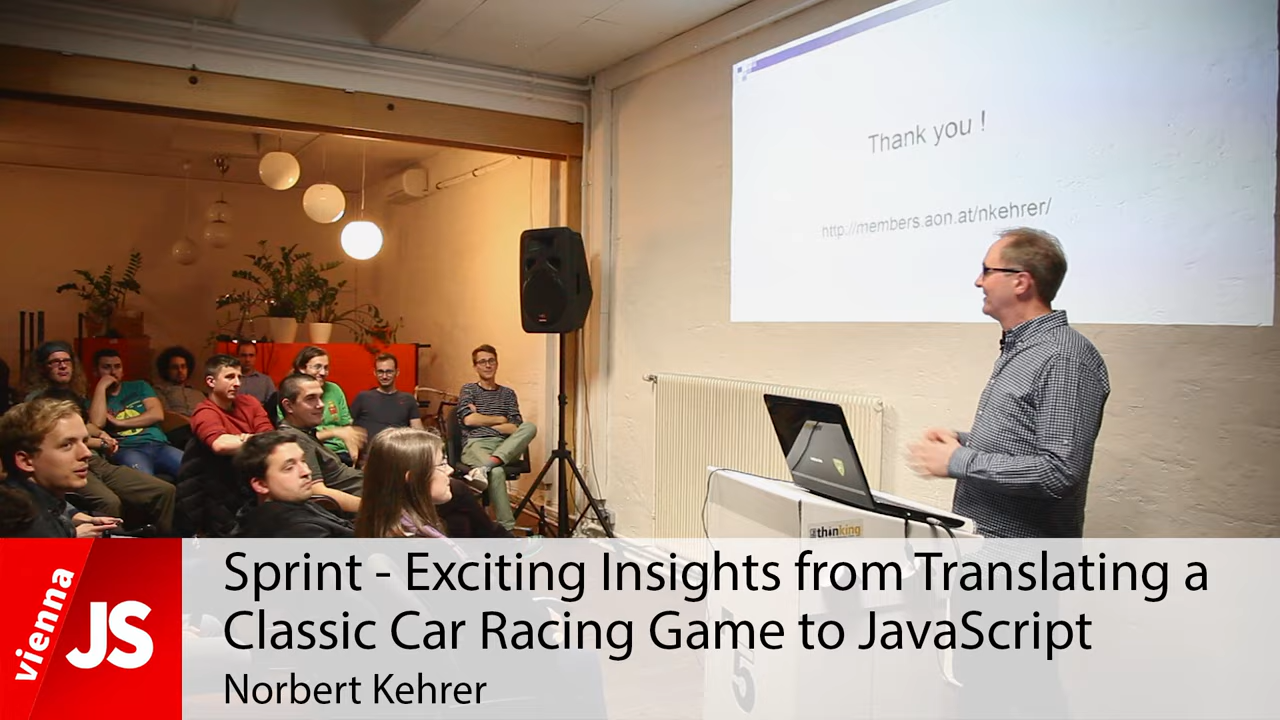 Thank you !
http://members.aon.at/nkehrer/
thinking
5
vienna
JS
Sprint - Exciting Insights from Translating a
Classic Car Racing Game to JavaScript
Norbert Kehrer